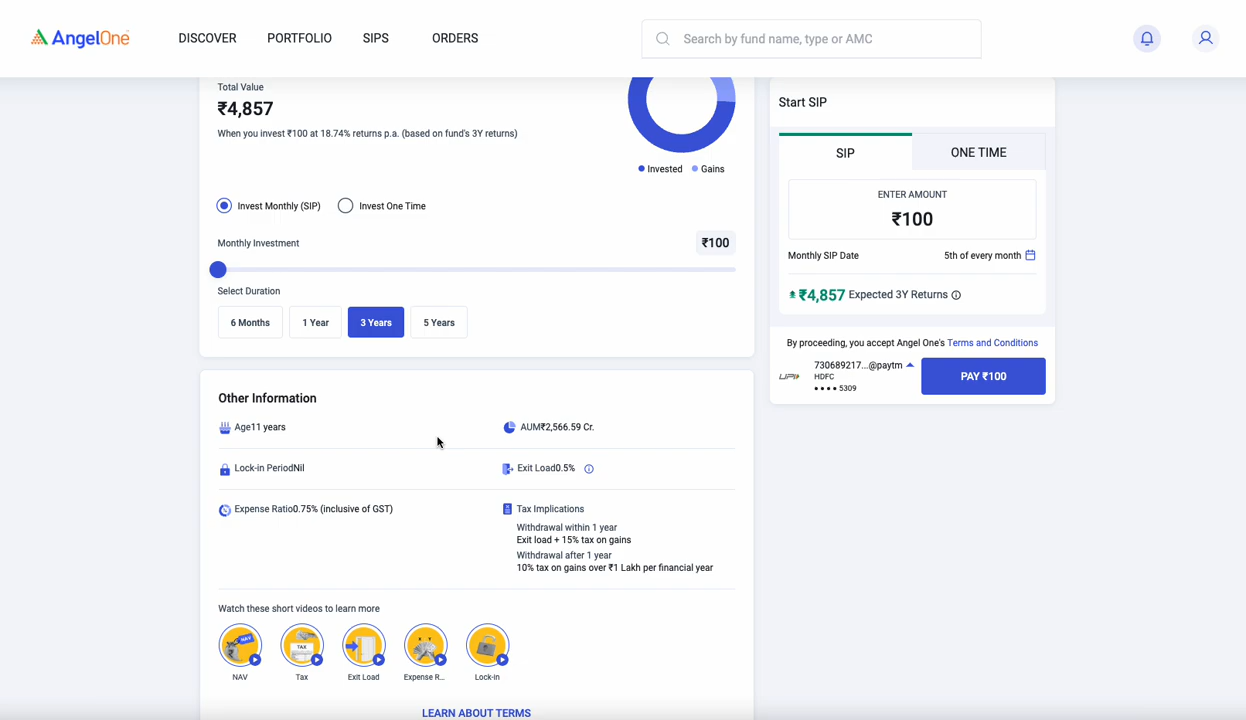 AngelOne
DISCOVER
PORTFOLIO
SIPS
ORDERS
Search by fund name, type or AMC
Total Value
₹4,857
When you invest ₹100 at 18.74% returns p.a. (based on fund's 3Y returns)
Invested
Gains
Invest Monthly (SIP)
Invest One Time
Monthly Investment
₹100
Select Duration
6 Months
1 Year
3 Years
5 Years
Other Information
Age11 years
AUM₹2,566.59 Cr.
Lock-in PeriodNil
Exit Load0.5%
Expense Ratio0.75% (inclusive of GST)
Tax Implications
Withdrawal within 1 year
Exit load + 15% tax on gains
Withdrawal after 1 year
10% tax on gains over ₹1 Lakh per financial year
Watch these short videos to learn more
NAV
TAX
NAV
Tax
Exit Load
Expense R...
Lock-in
LEARN ABOUT TERMS
Start SIP
SIP
ONE TIME
ENTER AMOUNT
₹100
Monthly SIP Date
5th of every month
₹4,857 Expected 3Y Returns
By proceeding, you accept Angel One's Terms and Conditions
UPI
730689217...@paytm
HDFC
•••• 5309
PAY ₹100